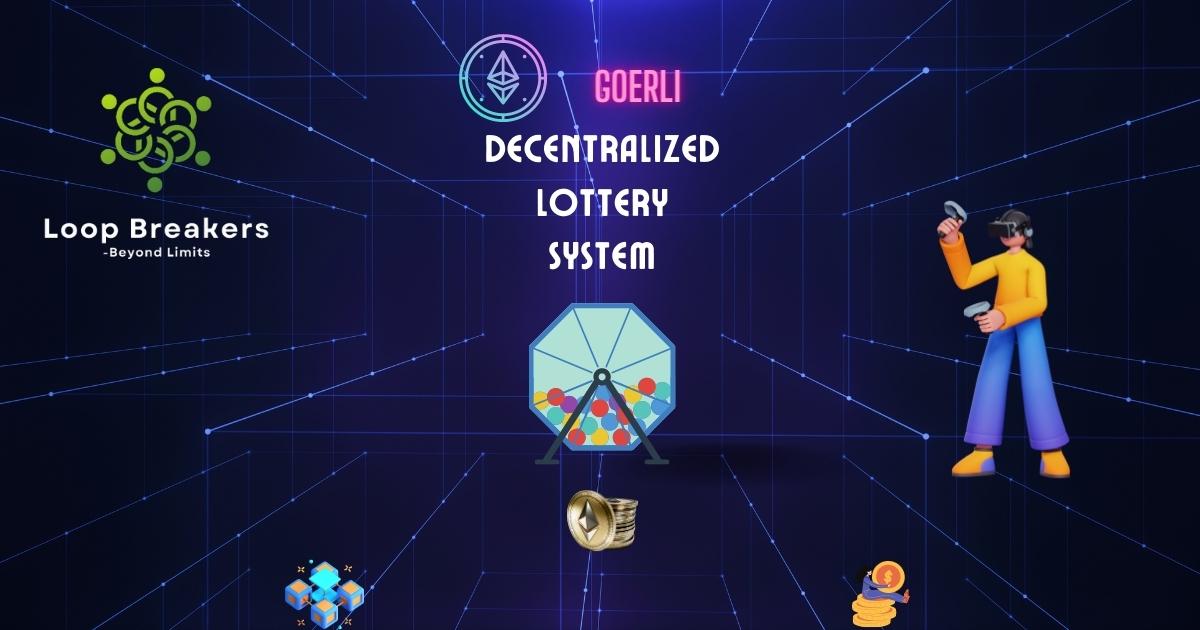 GOERLI
DECENTRALIZED
LOTTERY
SYSTEM
Loop Breakers
-Beyond Limits
$